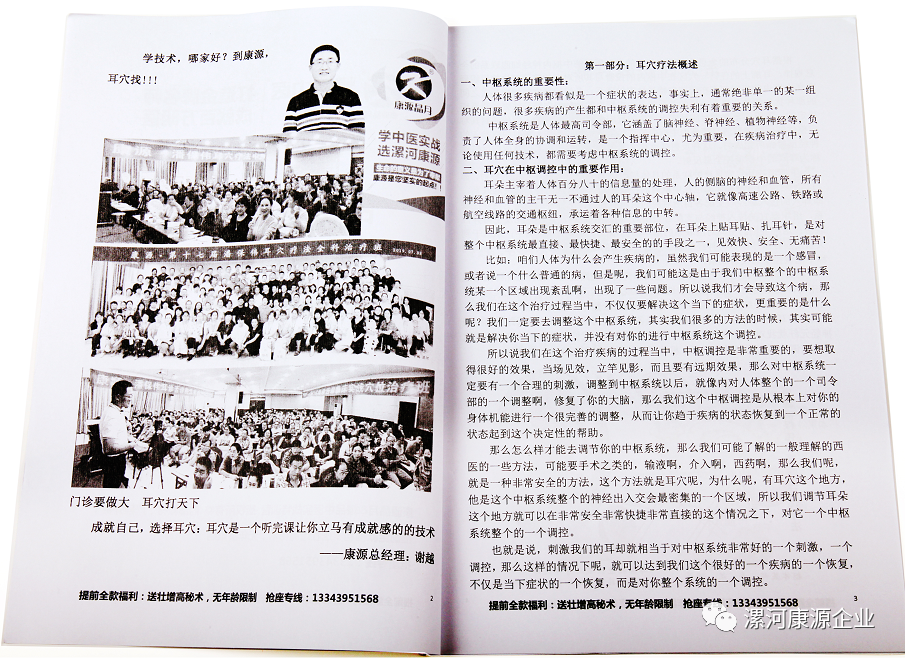 学技术，哪家好？到康源，
耳穴找!!!
康源晶月
学中医实战
选漯河康源
康源是您坚实的起点!
门诊要做大 耳穴打天下
成就自己，选择耳穴：耳穴是一个听完课让你立马有成就感的的技术
——康源总经理：谢越
提前全款福利：送壮增高秘术，无年龄限制 抢座专线：13343951568
2
第一部分：耳穴疗法概述
一、中枢系统的重要性：
人体很多疾病都看似是一个症状的表达，事实上，通常绝非单一的某一组
织的问题，很多疾病的产生都和中枢系统的调控失利有着重要的关系。
中枢系统是人体最高司令部，它涵盖了脑神经、脊神经、植物神经等，负
责了人体全身的协调和运转，是一个指挥中心，尤为重要，在疾病治疗中，无
论使用任何技术，都需要考虑中枢系统的调控。
二、耳穴在中枢调控中的重要作用：
耳朵主宰着人体百分八十的信息量的处理，人的侧脑的神经和血管，所有
神经和血管的主干无一不通过人的耳朵这个中心轴，它就像高速公路、铁路或
航空线路的交通枢纽，承运着各种信息的中转。
因此，耳朵是中枢系统交汇的重要部位，在耳朵上贴耳贴、扎耳针，是对
整个中枢系统最直接、最快捷、最安全的的手段之一，见效快、安全、无痛苦！
比如：咱们人体为什么会产生疾病的，虽然我们可能表现的是一个感冒，
或者说一个什么普通的病，但是呢，我们可能这是由于我们中枢整个的中枢系
统某一个区域出现紊乱啊，出现了一些问题。所以说我们才会导致这个病，那
么我们在这个治疗过程当中，不仅仅要解决这个当下的症状，更重要的是什么
呢？我们一定要去调整这个中枢系统，其实我们很多的方法的时候，其实可能
就是解决你当下的症状，并没有对你的进行中枢系统这个调控。
所以说我们在这个治疗疾病的过程当中，中枢调控是非常重要的，要想取
得很好的效果，当场见效，立竿见影，而且要有远期效果，那么对中枢系统一
定要有一个合理的刺激，调整到中枢系统以后，就像内对人体整个的一个司令
部的一个调整啊，修复了你的大脑，那么我们这个中枢调控是从根本上对你的
身体机能进行一个很完善的调整，从而让你趋于疾病的状态恢复到一个正常的
状态起到这个决定性的帮助。
那么怎么样才能去调节你的中枢系统，那么我们可能了解的一般理解的西
医的一些方法，可能要手术之类的，输液啊，介入啊，西药啊，那么我们呢，
就是一种非常安全的方法，这个方法就是耳穴呢，为什么呢，有耳穴这个地方，
他是这个中枢系统整个的神经出入交会最密集的一个区域，所以我们调节耳朵
这个地方就可以在非常安全非常快捷非常直接的这个情况之下，对它一个中枢
系统整个的一个调控。
也就是说，刺激我们的耳却就相当于对中枢系统非常好的一个刺激，一个
调控，那么这样的情况下呢，就可以达到我们这个很好的一个疾病的一个恢复，
不仅是当下症状的一个恢复，而是对你整个系统的一个调控。
提前全款福利：送壮增高秘术，无年龄限制 抢座专线：13343951568
3
漯河康源企业